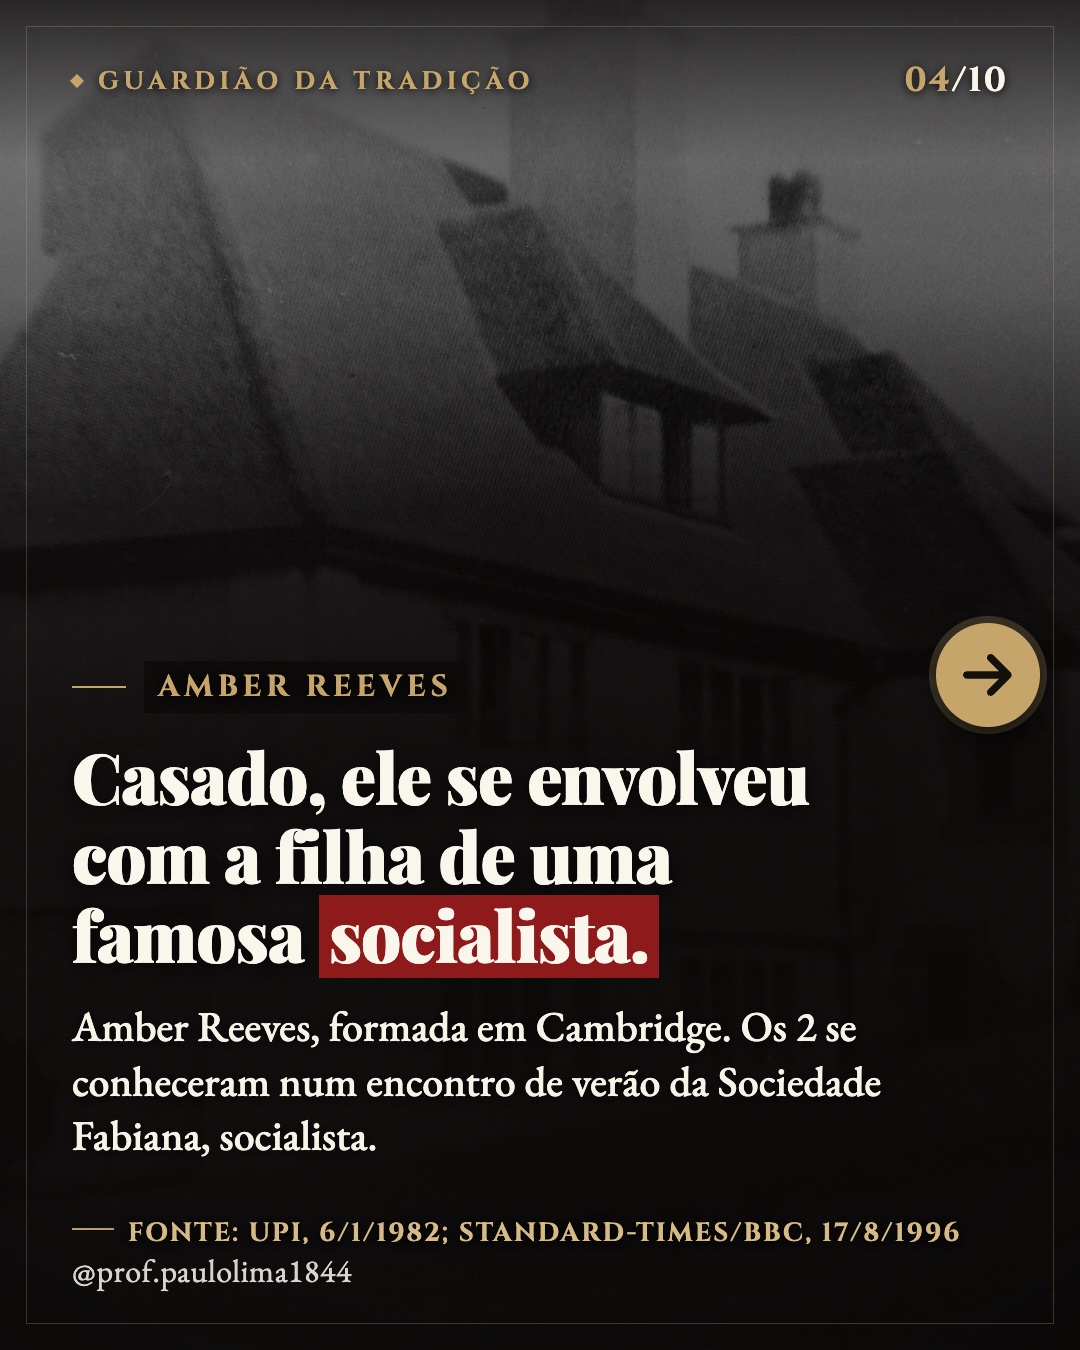 GUARDIÃO DA TRADIÇÃO
04/10
AMBER REEVES
Casado, ele se envolveu
com a filha de uma
famosa socialista.
Amber Reeves, formada em Cambridge. Os 2 se
conheceram num encontro de verão da Sociedade
Fabiana, socialista.
FONTE: UPI, 6/1/1982; STANDARD-TIMES/BBC, 17/8/1996
@prof.paulolima1844